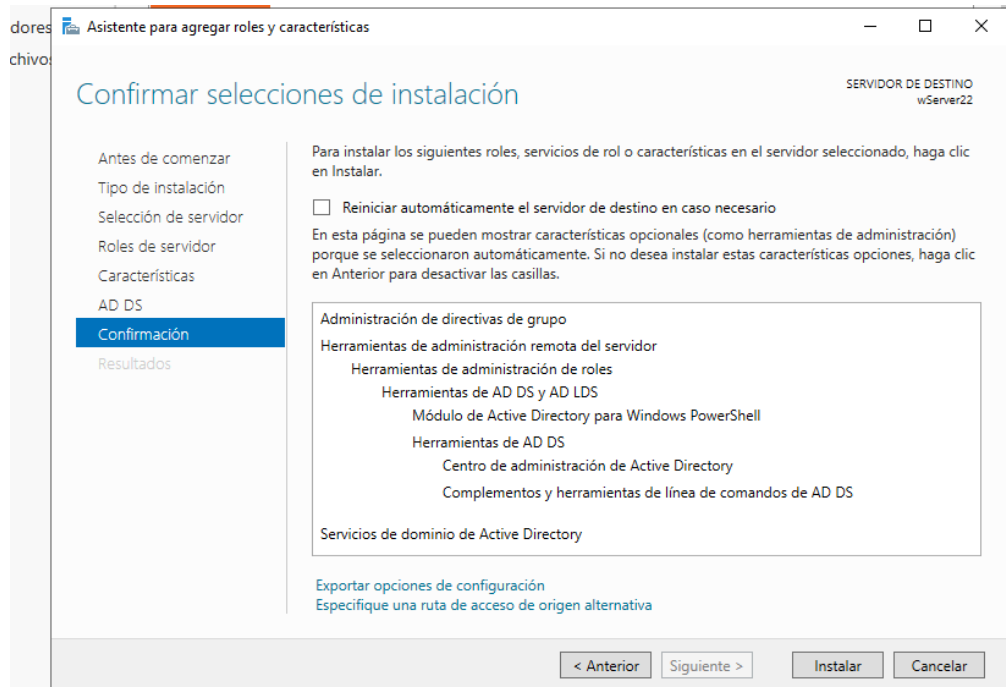 dores
Asistente para agregar roles y características
chivo
Confirmar selecciones de instalación
SERVIDOR DE DESTINO
wServer22
Antes de comenzar
Tipo de instalación
Selección de servidor
Roles de servidor
Características
AD DS
Confirmación
Resultados
Para instalar los siguientes roles, servicios de rol o características en el servidor seleccionado, haga clic
en Instalar.
Reiniciar automáticamente el servidor de destino en caso necesario
En esta página se pueden mostrar características opcionales (como herramientas de administración)
porque se seleccionaron automáticamente. Si no desea instalar estas características opciones, haga clic
en Anterior para desactivar las casillas.
Administración de directivas de grupo
Herramientas de administración remota del servidor
Herramientas de administración de roles
Herramientas de AD DS y AD LDS
Módulo de Active Directory para Windows PowerShell
Herramientas de AD DS
Centro de administración de Active Directory
Complementos y herramientas de línea de comandos de AD DS
Servicios de dominio de Active Directory
Exportar opciones de configuración
Especifique una ruta de acceso de origen alternativa
< Anterior
Siguiente >
Instalar
Cancelar